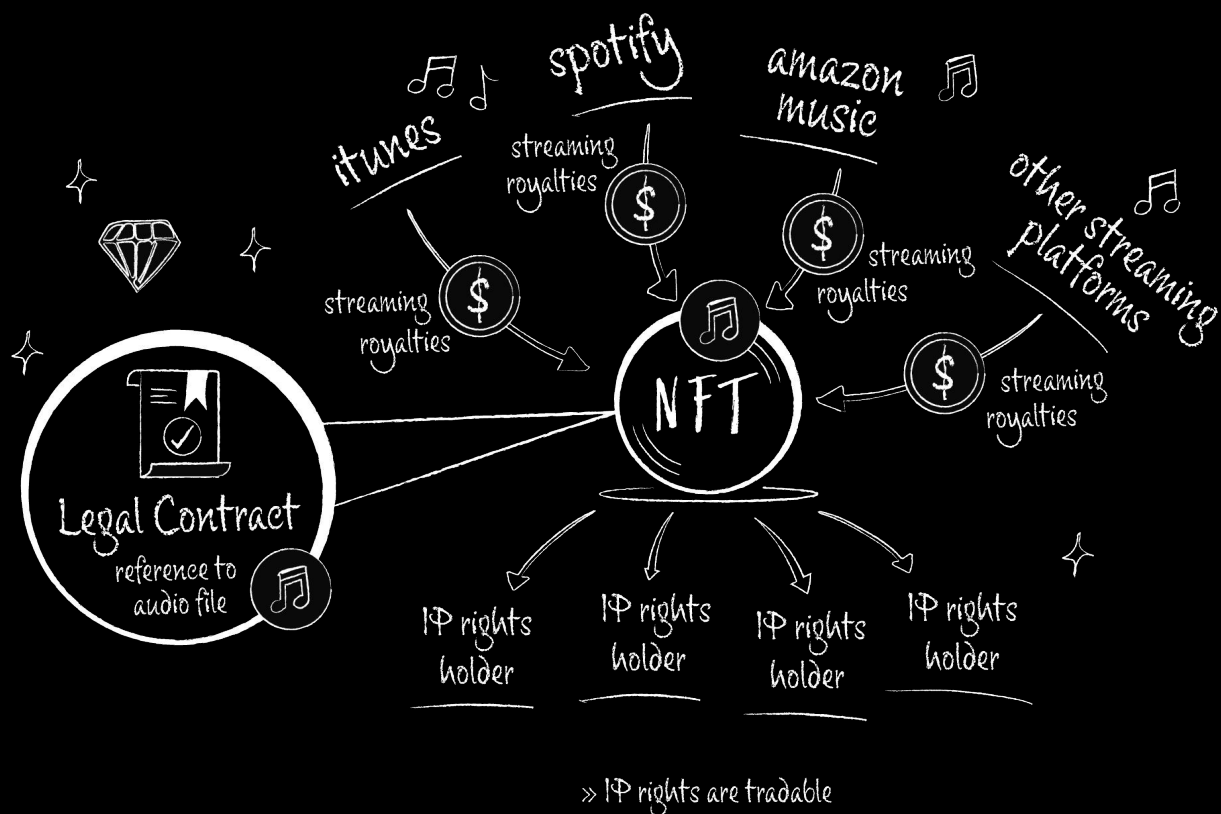 spotify
amazon
music
itunes
streaming
royalties
$
$
other streaming
platforms
streaming
royalties
$
streaming
royalties
$
streaming
royalties
NFT
Legal Contract
reference to
audio file
IP rights
holder
IP rights
holder
IP rights
holder
IP rights
holder
» IP rights are tradable